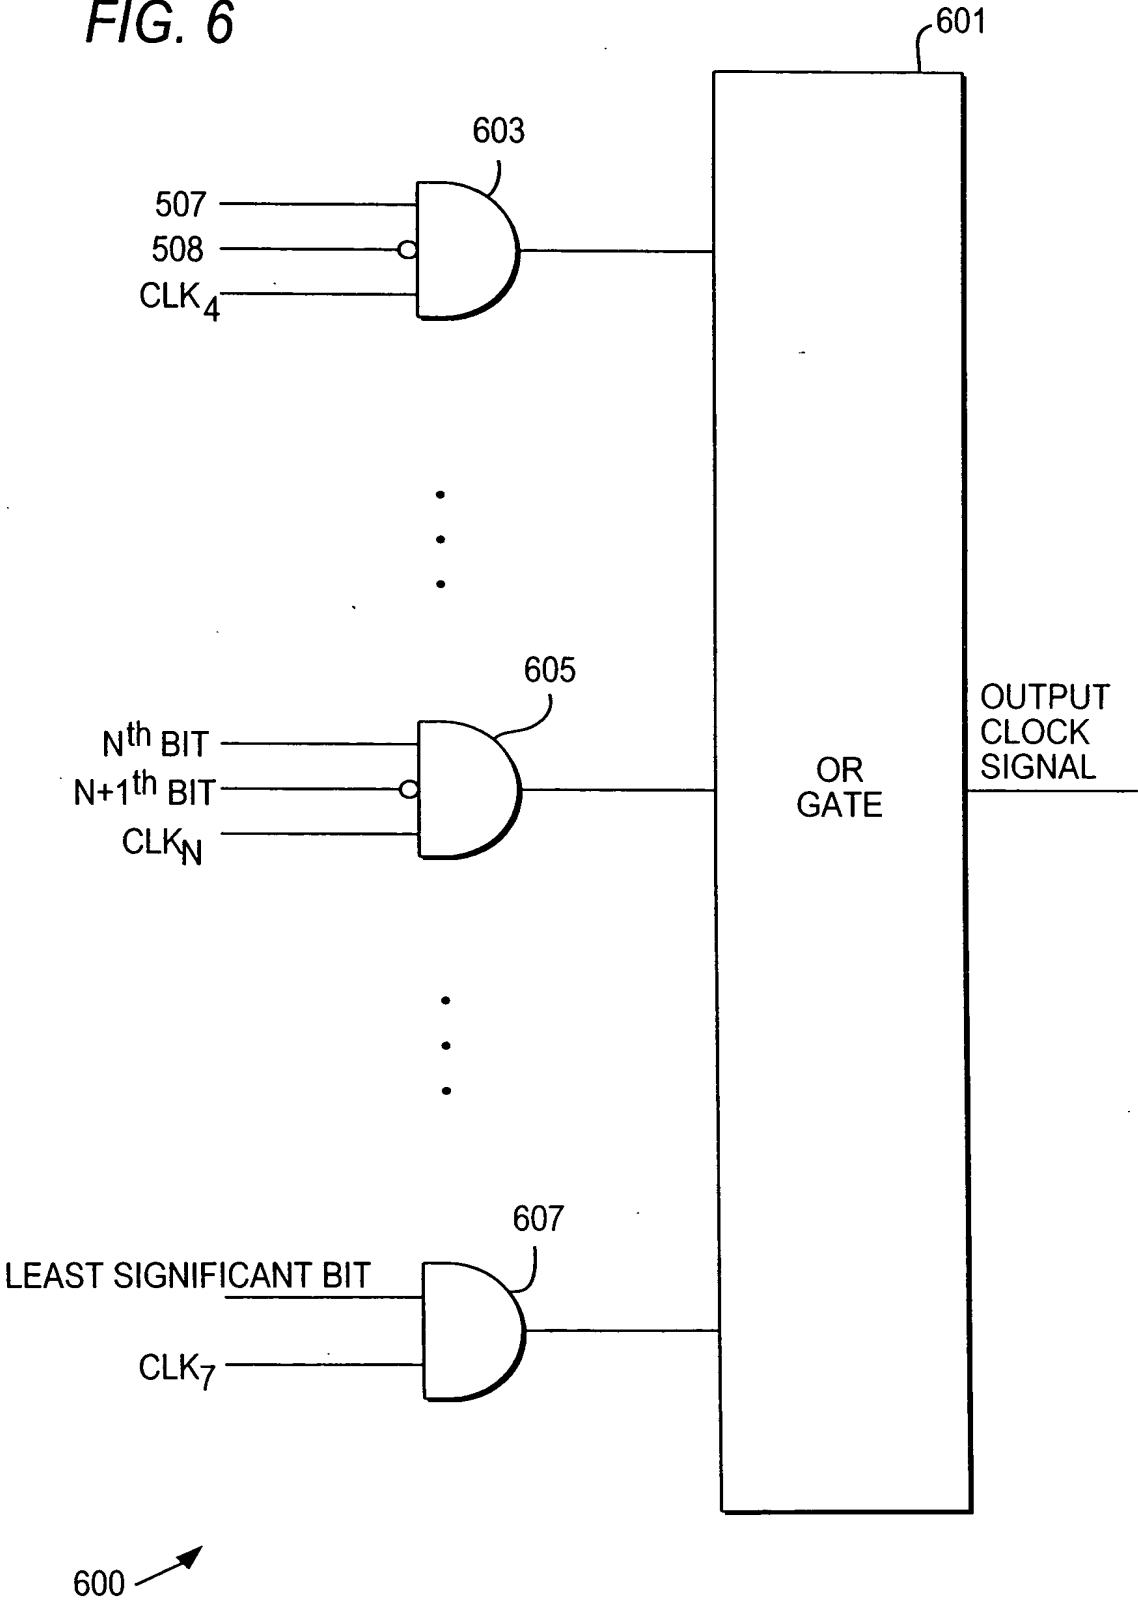 FIG. 6
601
603
507
508
CLK4
605
Nth BIT
N+1th BIT
CLKN
OR
GATE
OUTPUT
CLOCK
SIGNAL
607
LEAST SIGNIFICANT BIT
CLK7
600